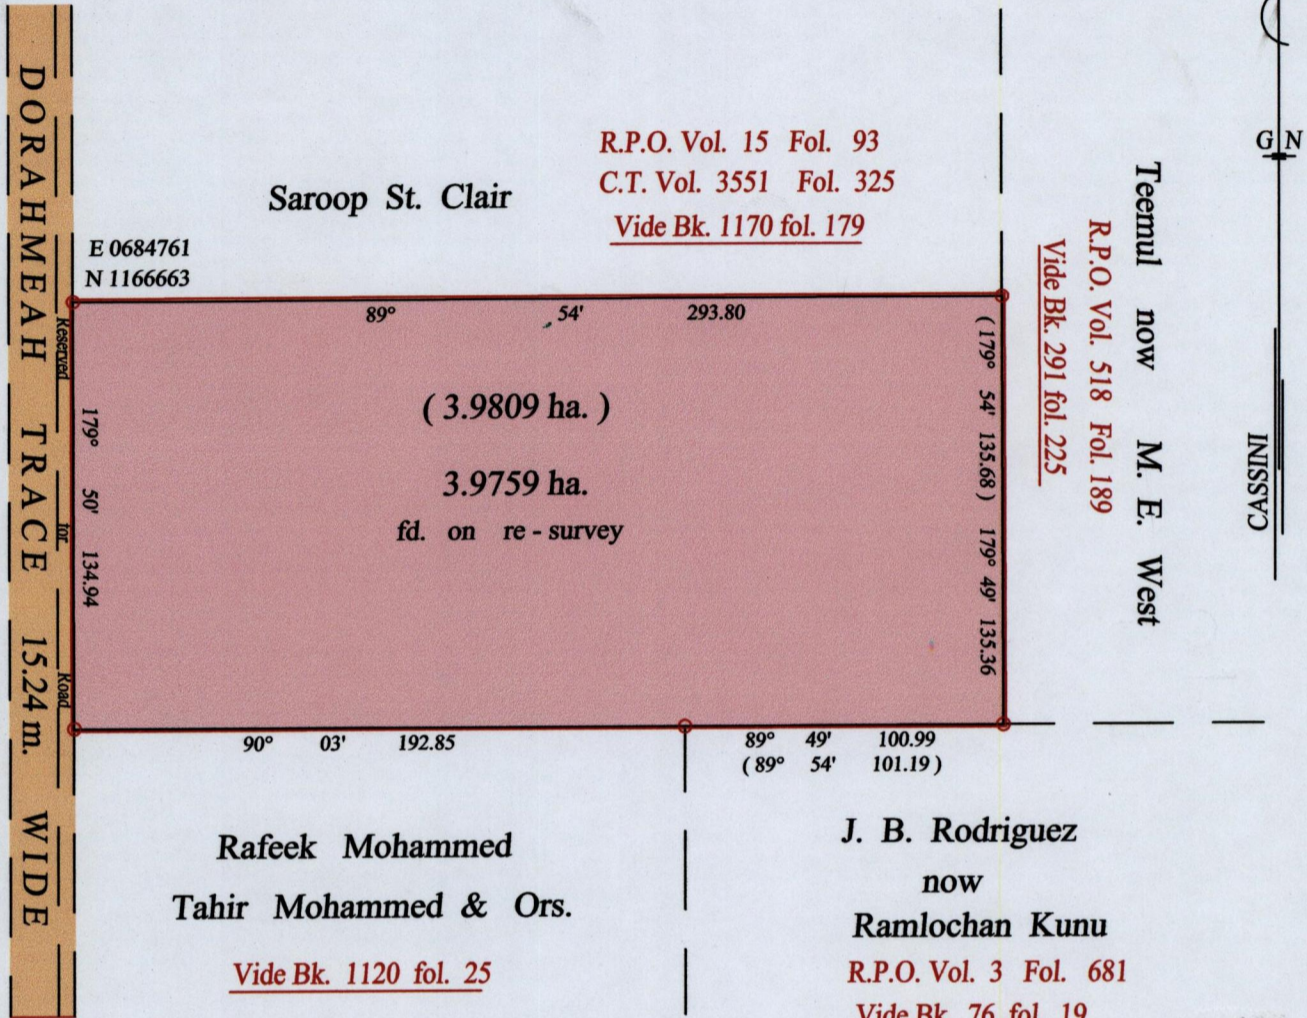 DORAHMEAH TRACE 15.24 m. WIDE
Reserved for Road
Saroop St. Clair
R.P.O. Vol. 15 Fol. 93
C.T. Vol. 3551 Fol. 325
Vide Bk. 1170 fol. 179
E 0684761
N 1166663
89° 54' 293.80
( 3.9809 ha. )
3.9759 ha.
fd. on re - survey
179° 50' 134.94
( 179° 54' 135.68 ) 179° 49' 135.36
Teemul now M. E. West
R.P.O. Vol. 518 Fol. 189
Vide Bk. 291 fol. 225
G N
CASSINI
90° 03' 192.85
89° 49' 100.99
( 89° 54' 101.19 )
Rafeek Mohammed
Tahir Mohammed & Ors.
Vide Bk. 1120 fol. 25
J. B. Rodriguez
now
Ramlochan Kunu
R.P.O. Vol. 3 Fol. 681
Vide Bk. 76 fol. 19